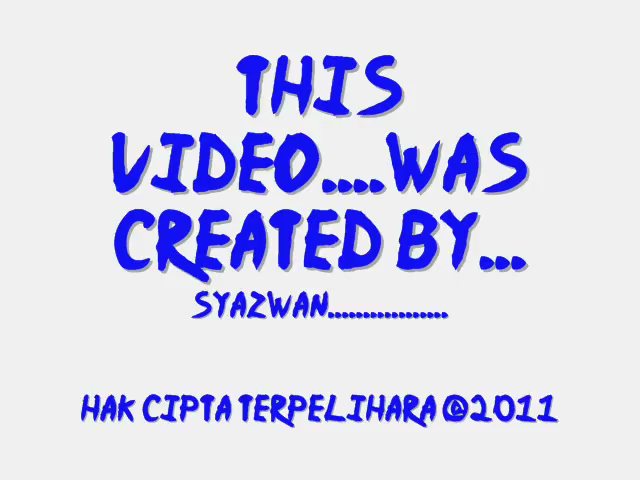 THIS
VIDEO....WAS
CREATED BY...
SYAZWAN.................
HAK CIPTA TERPELIHARA @2011